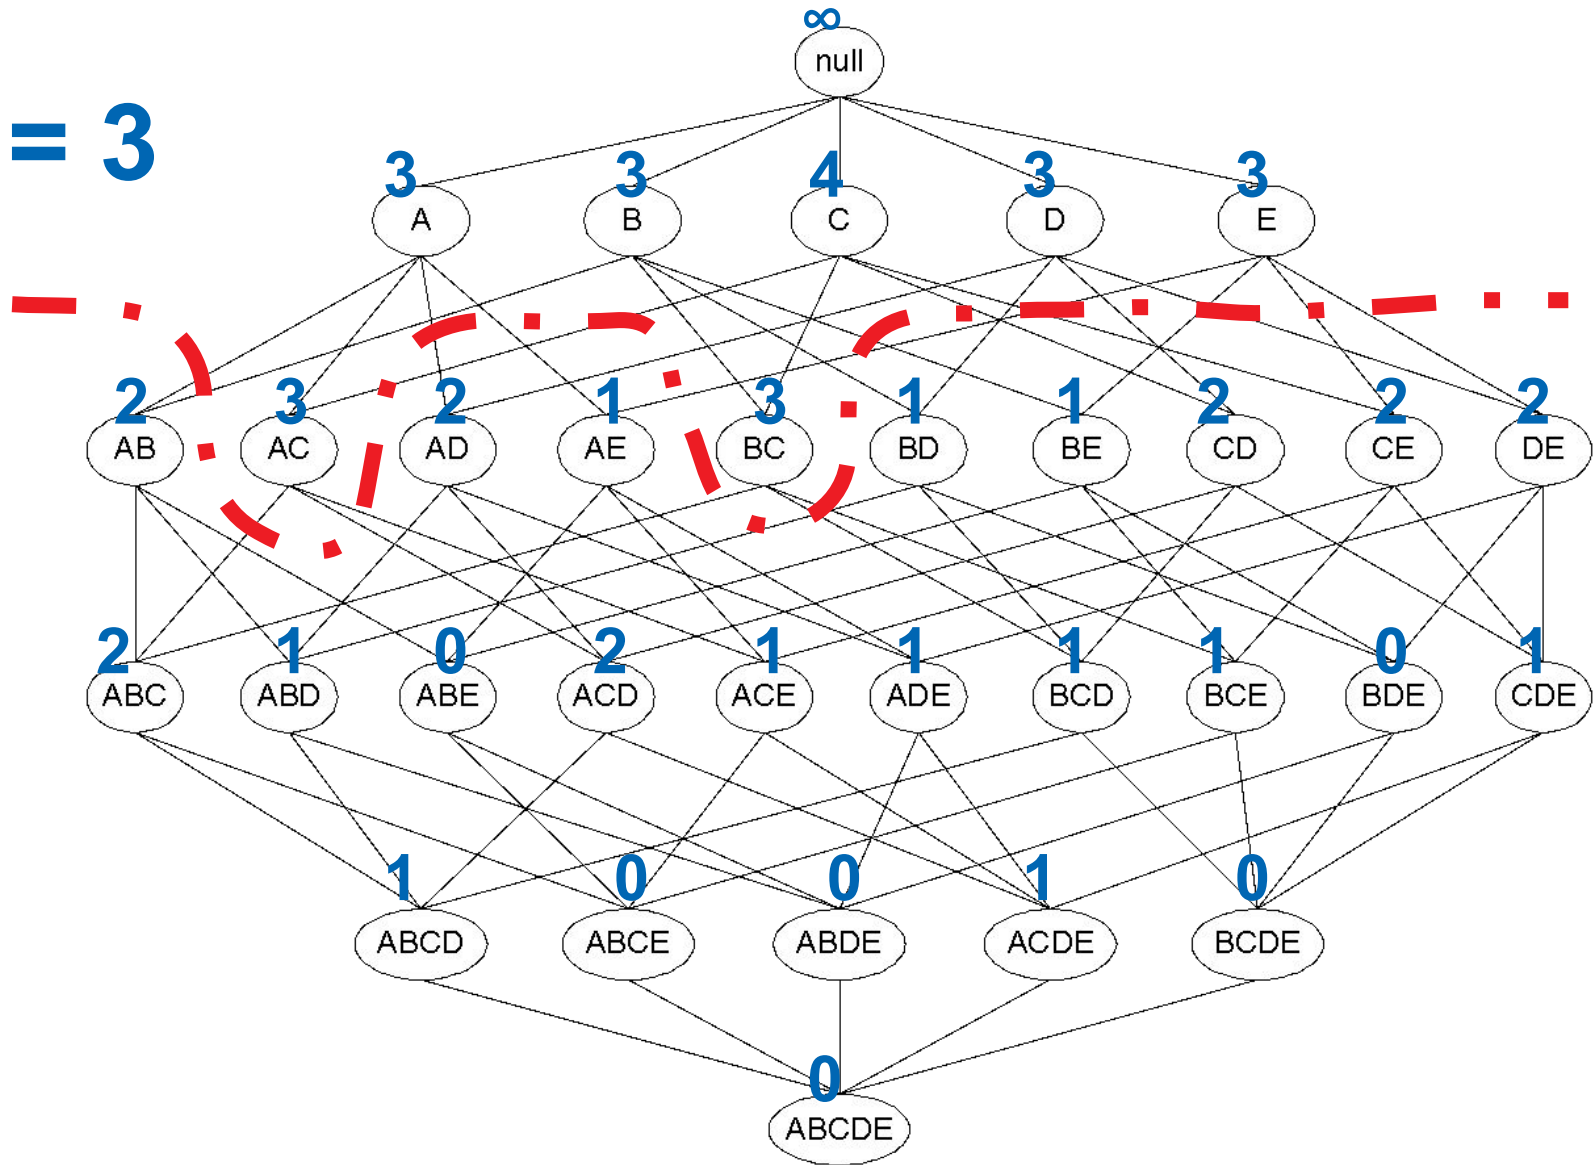 ∞
null
= 3
3 3 4 3 3
A B C D E
2 3 2 1 3 1 1 2 2 2
AB AC AD AE BC BD BE CD CE DE
2 1 0 2 1 1 1 1 0 1
ABC ABD ABE ACD ACE ADE BCD BCE BDE CDE
1 0 0 1 0
ABCD ABCE ABDE ACDE BCDE
0
ABCDE